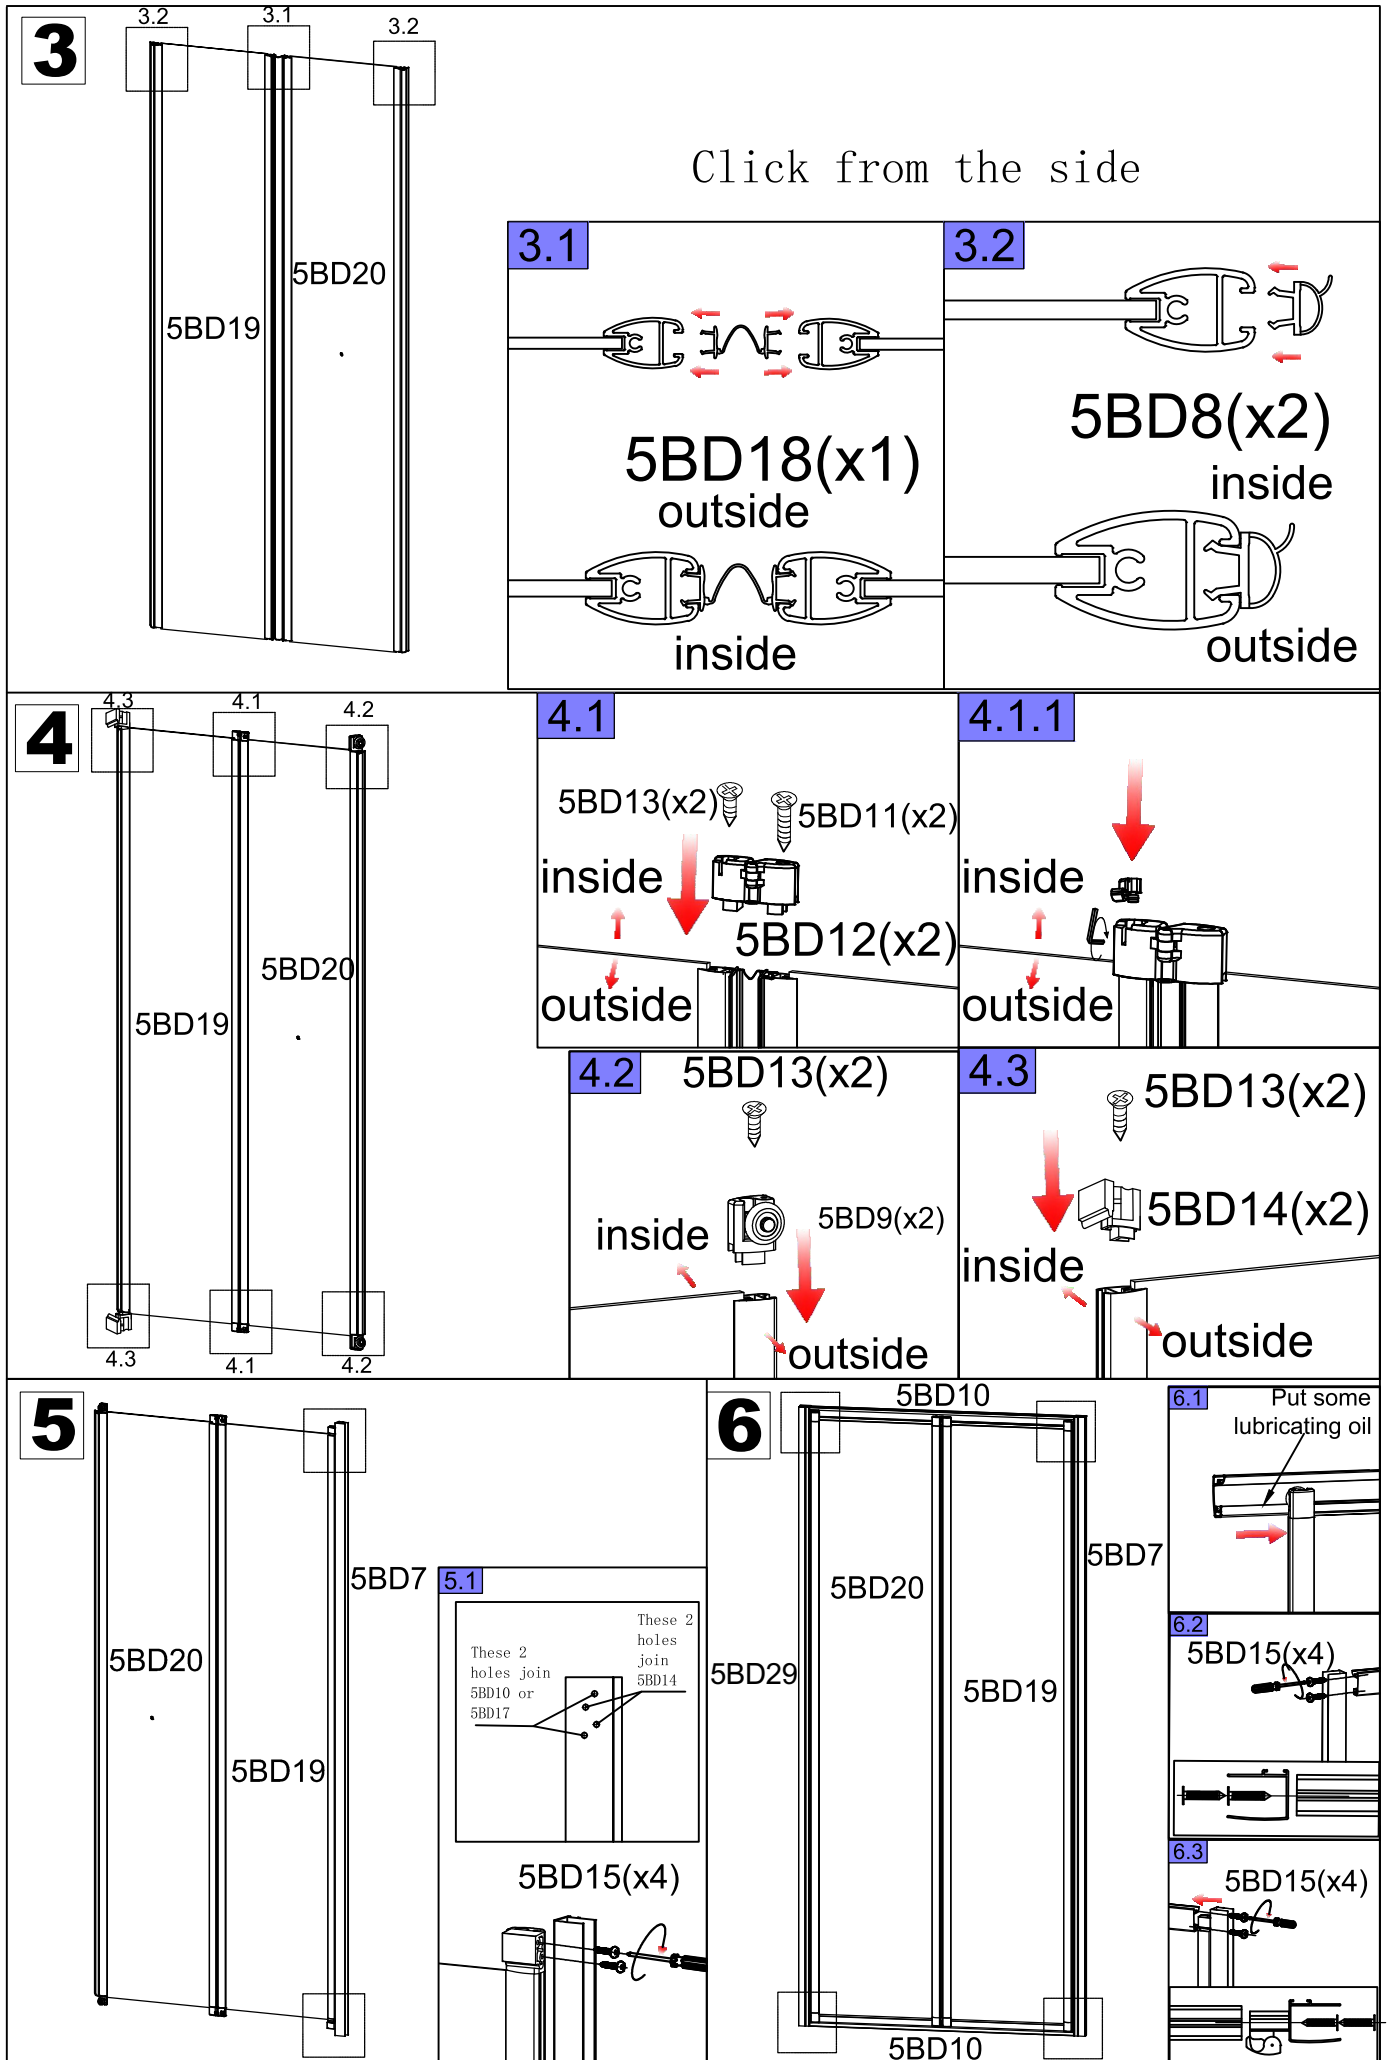 3
3.2
3.1
3.2
5BD19
5BD20
Click from the side
3.1
5BD18(x1)
outside
inside
3.2
5BD8(x2)
inside
outside
4
4.3
4.1
4.2
5BD19
5BD20
4.3
4.1
4.2
4.1
5BD13(x2)
5BD11(x2)
inside
5BD12(x2)
outside
4.1.1
inside
outside
4.2
5BD13(x2)
5BD9(x2)
inside
outside
4.3
5BD13(x2)
5BD14(x2)
inside
outside
5
5BD20
5BD19
5BD7
5.1
These 2
holes join
5BD10 or
5BD17
These 2
holes
join
5BD14
5BD15(x4)
6
5BD10
5BD29
5BD20
5BD19
5BD7
5BD10
6.1
Put some
lubricating oil
6.2
5BD15(x4)
6.3
5BD15(x4)